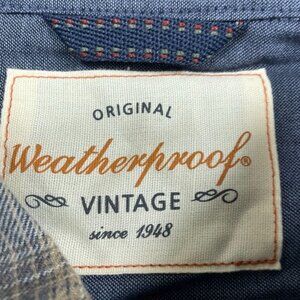 ORIGINAL
Weatherproof®
VINTAGE
since 1948